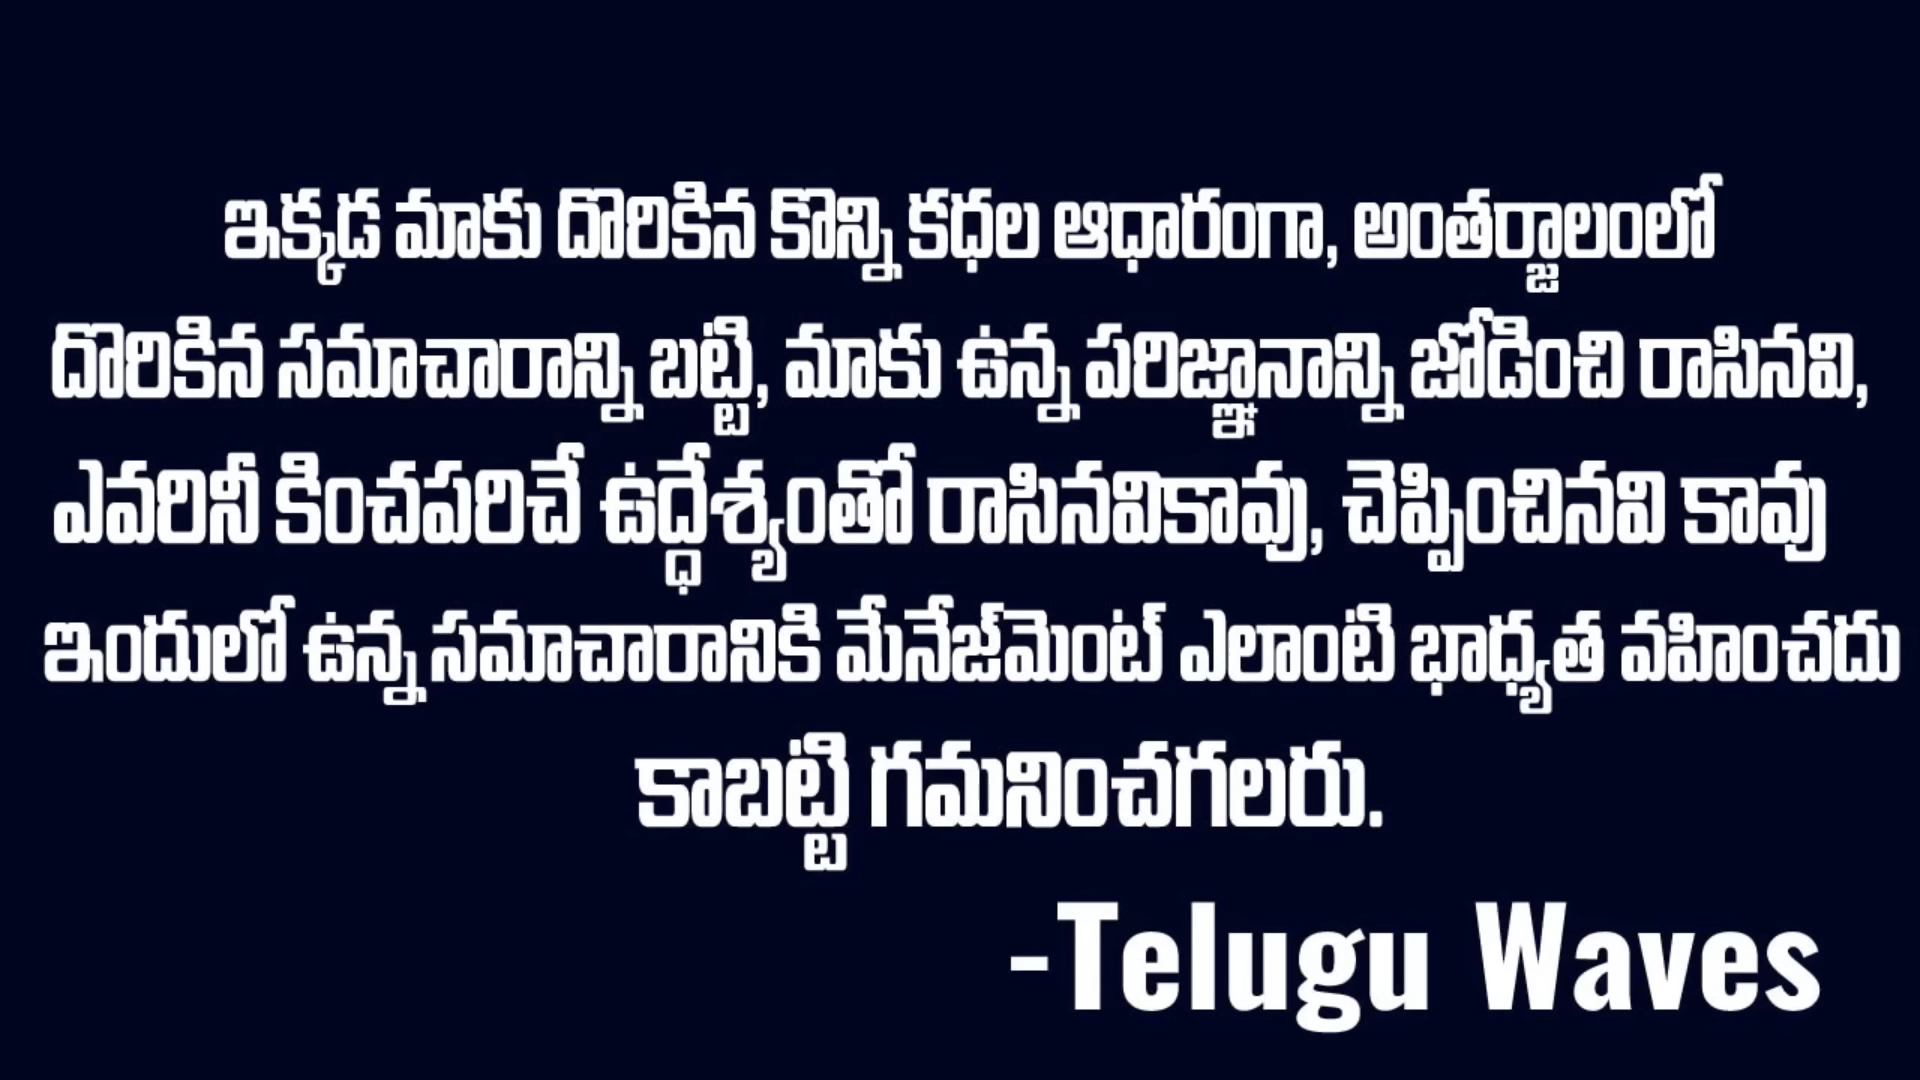 ఇక్కడ మాకు దొరికిన కొన్ని కధల ఆధారంగా, అంతర్జాలంలో
దొరికిన సమాచారాన్ని బట్టి, మాకు ఉన్న పరిజ్ఞానాన్ని జోడించి రాసినవి,
ఎవరినీ కించపరిచే ఉద్ధేశ్యంతో రాసినవికావు, చెప్పించినవి కావు
ఇందులో ఉన్న సమాచారానికి మేనేజ్‌మెంట్ ఎలాంటి భాధ్యత వహించదు
కాబట్టి గమనించగలరు.
-Telugu Waves